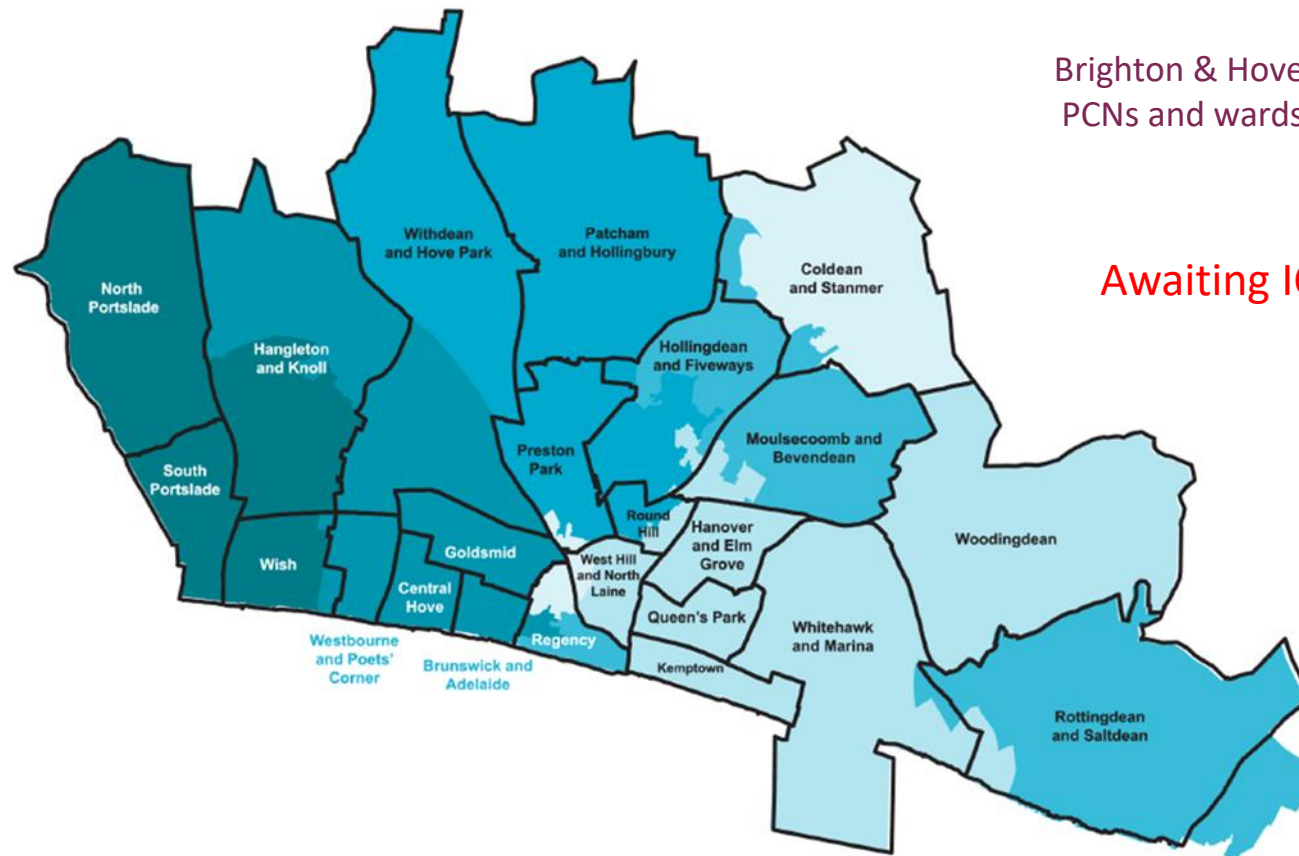 Brighton & Hove
PCNs and wards
Awaiting
Withdean
and Hove Park
Patcham
and Hollingbury
Coldean
and Stanmer
North
Portslade
Hangleton
and Knoll
Hollingdean
and Fiveways
Moulsecoomb and
Bevendean
Preston
Park
South
Portslade
Round
Hill
Hanover
and Elm
Grove
Woodingdean
Goldsmid
Wish
West Hill
and North
Laine
Central
Hove
Queen's Park
Whitehawk
and Marina
Regency
Westbourne
and Poets'
Corner
Brunswick and
Adelaide
Kemptown
Rottingdean
and Saltdean